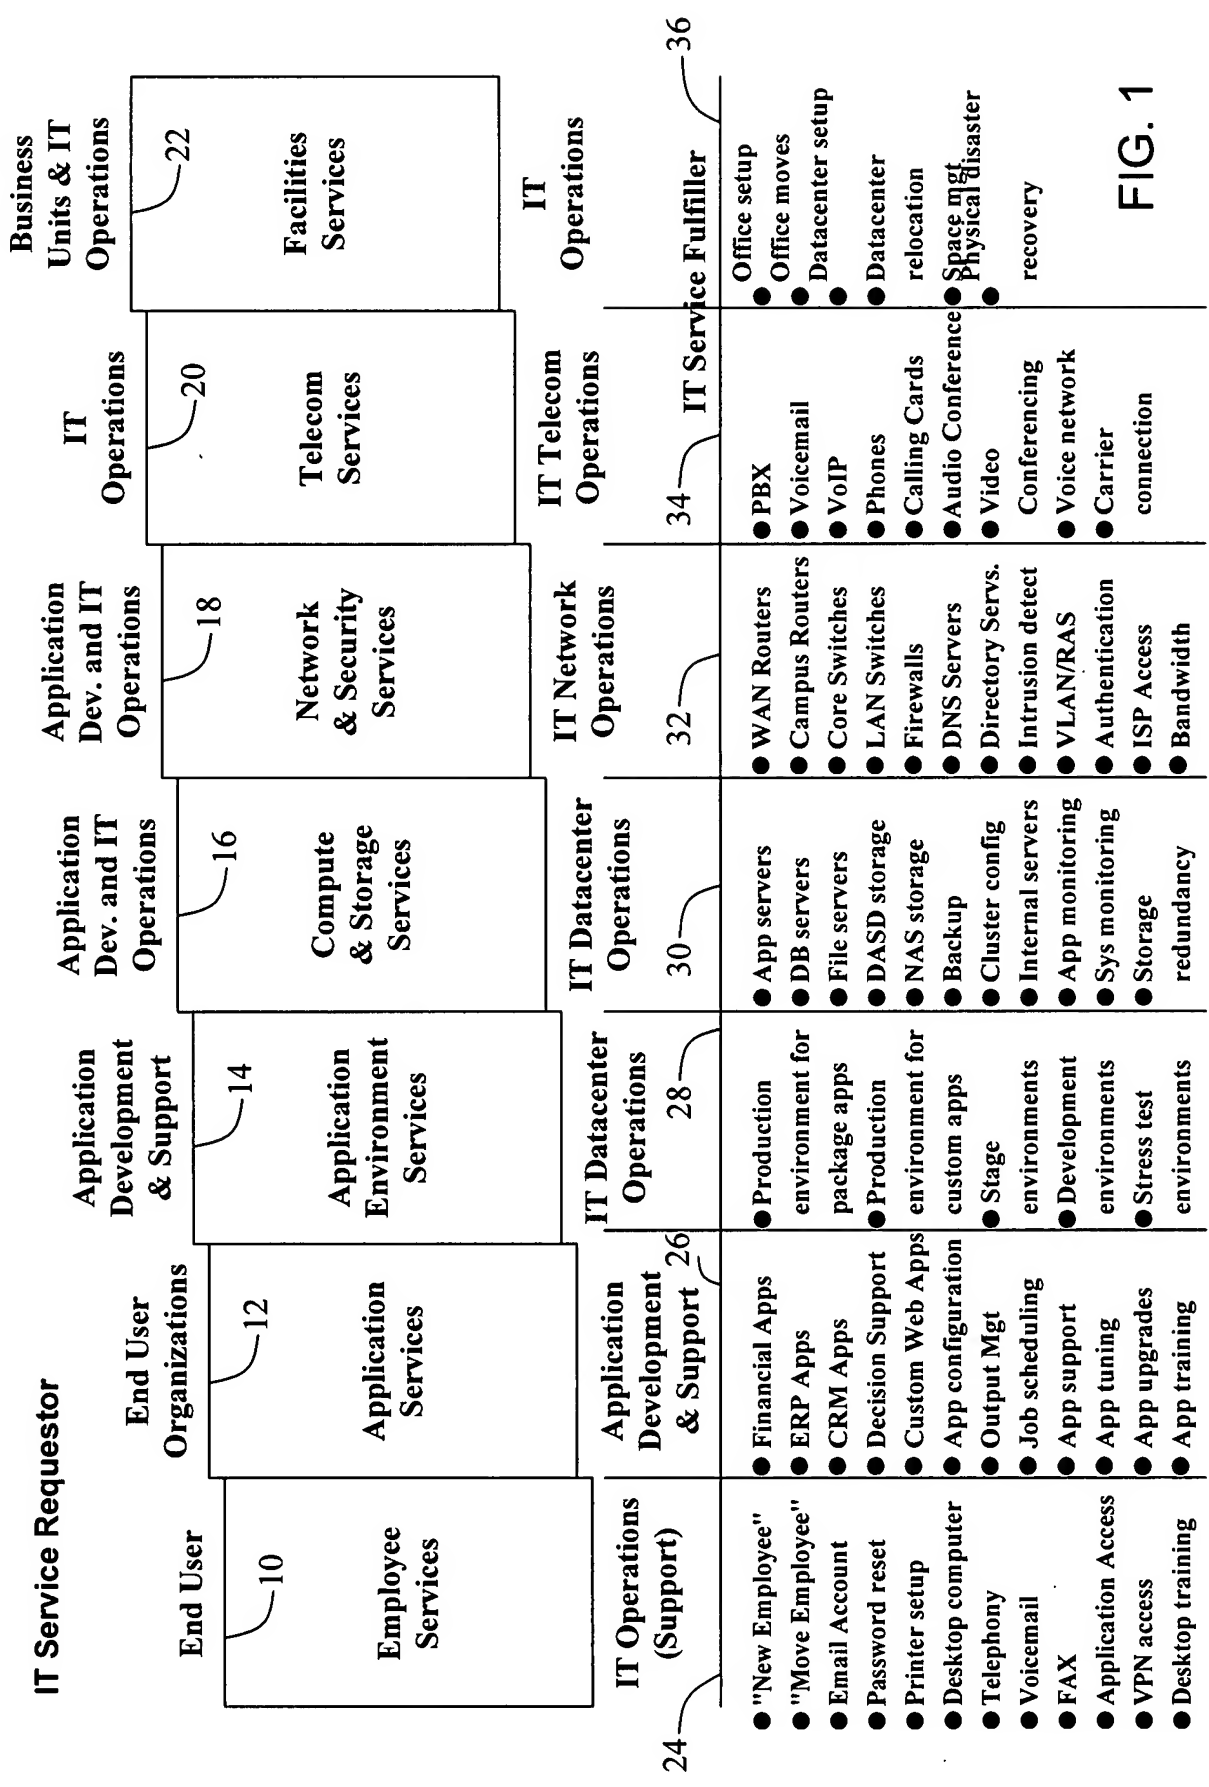 IT Service Requestor
End User
10
Employee
Services
IT Operations
(Support)
24
● "New Employee"
● "Move Employee"
● Email Account
● Password reset
● Printer setup
● Desktop computer
● Telephony
● Voicemail
● FAX
● Application Access
● VPN access
● Desktop training
End User
Organizations
12
Application
Services
Application
Development
& Support
26
● Financial Apps
● ERP Apps
● CRM Apps
● Decision Support
● Custom Web Apps
● App configuration
● Output Mgt
● Job scheduling
● App support
● App tuning
● App upgrades
● App training
Application
Development
& Support
14
Application
Environment
Services
IT Datacenter
Operations
28
● Production
environment for
package apps
● Production
environment for
custom apps
● Stage
environments
● Development
environments
● Stress test
environments
Application
Dev. and IT
Operations
16
Compute
& Storage
Services
IT Datacenter
Operations
30
● App servers
● DB servers
● File servers
● DASD storage
● NAS storage
● Backup
● Cluster config
● Internal servers
● App monitoring
● Sys monitoring
● Storage
redundancy
Application
Dev. and IT
Operations
18
Network
& Security
Services
IT Network
Operations
32
● WAN Routers
● Campus Routers
● Core Switches
● LAN Switches
● Firewalls
● DNS Servers
● Directory Servs.
● Intrusion detect
● VLAN/RAS
● Authentication
● ISP Access
● Bandwidth
IT
Operations
20
Telecom
Services
IT Telecom
Operations
34
● PBX
● Voicemail
● VoIP
● Phones
● Calling Cards
● Audio Conference
● Video
Conferencing
● Voice network
● Carrier
connection
Business
Units & IT
Operations
22
Facilities
Services
IT
Operations
IT Service Fulfiller
36
● Office setup
● Office moves
● Datacenter setup
● Datacenter
relocation
● Space mgt
● Physical disaster
recovery
FIG. 1